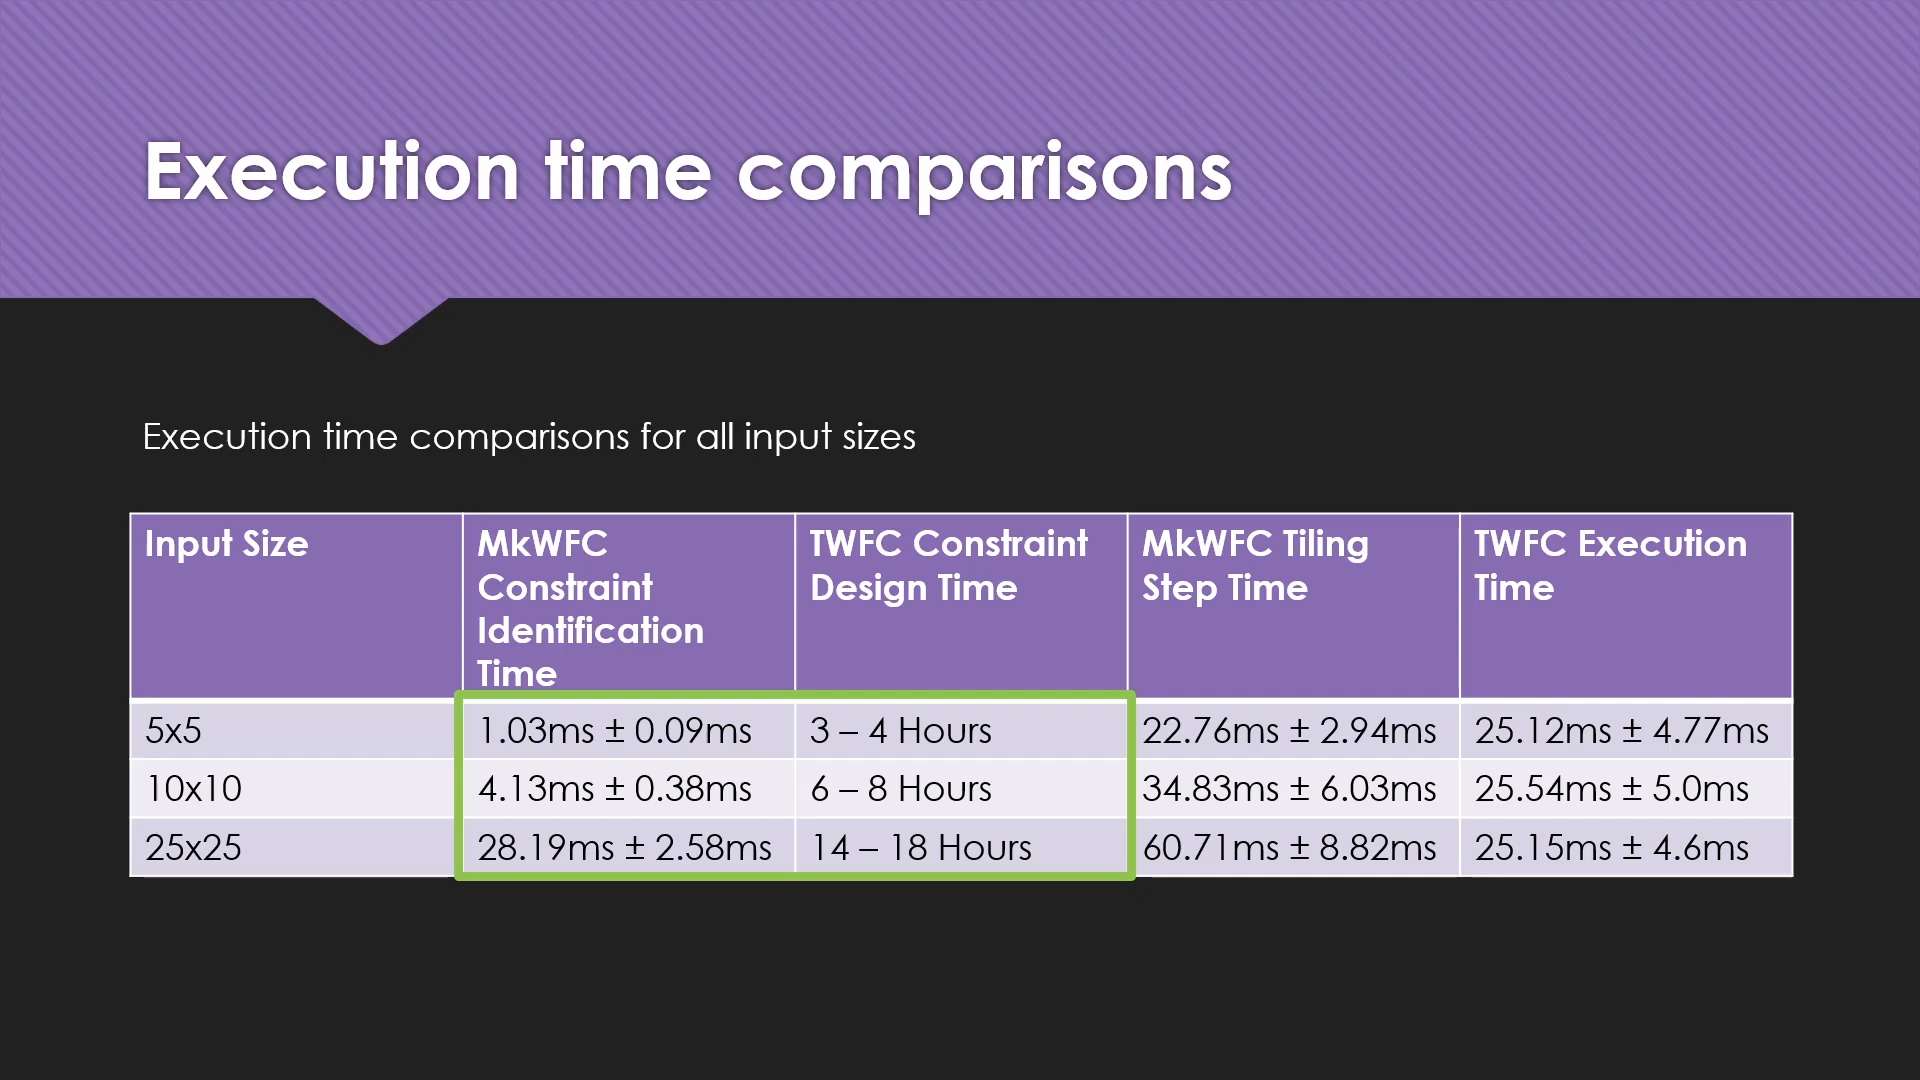 Execution time comparisons
Execution time comparisons for all input sizes
Input Size
MkWFC
Constraint
Identification
Time
TWFC Constraint
Design Time
MkWFC Tiling
Step Time
TWFC Execution
Time
5x5 1.03ms ± 0.09ms 3 – 4 Hours 22.76ms ± 2.94ms 25.12ms ± 4.77ms
10x10 4.13ms ± 0.38ms 6 – 8 Hours 34.83ms ± 6.03ms 25.54ms ± 5.0ms
25x25 28.19ms ± 2.58ms 14 – 18 Hours 60.71ms ± 8.82ms 25.15ms ± 4.6ms